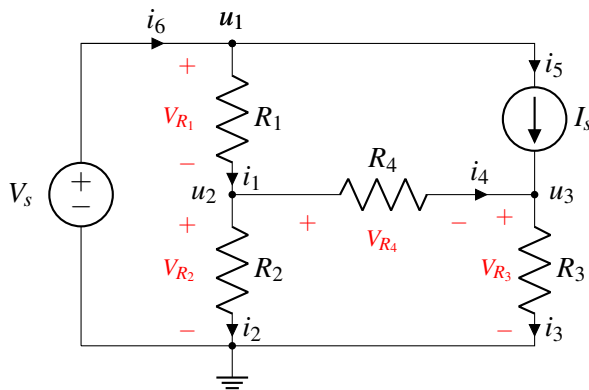 i6 u1
+ i5
VR1 R1 Is
− i1 R4 i4
u2 u3
Vs + −
+ + − +
VR4
VR2 R2 VR3 R3
− i2 − i3